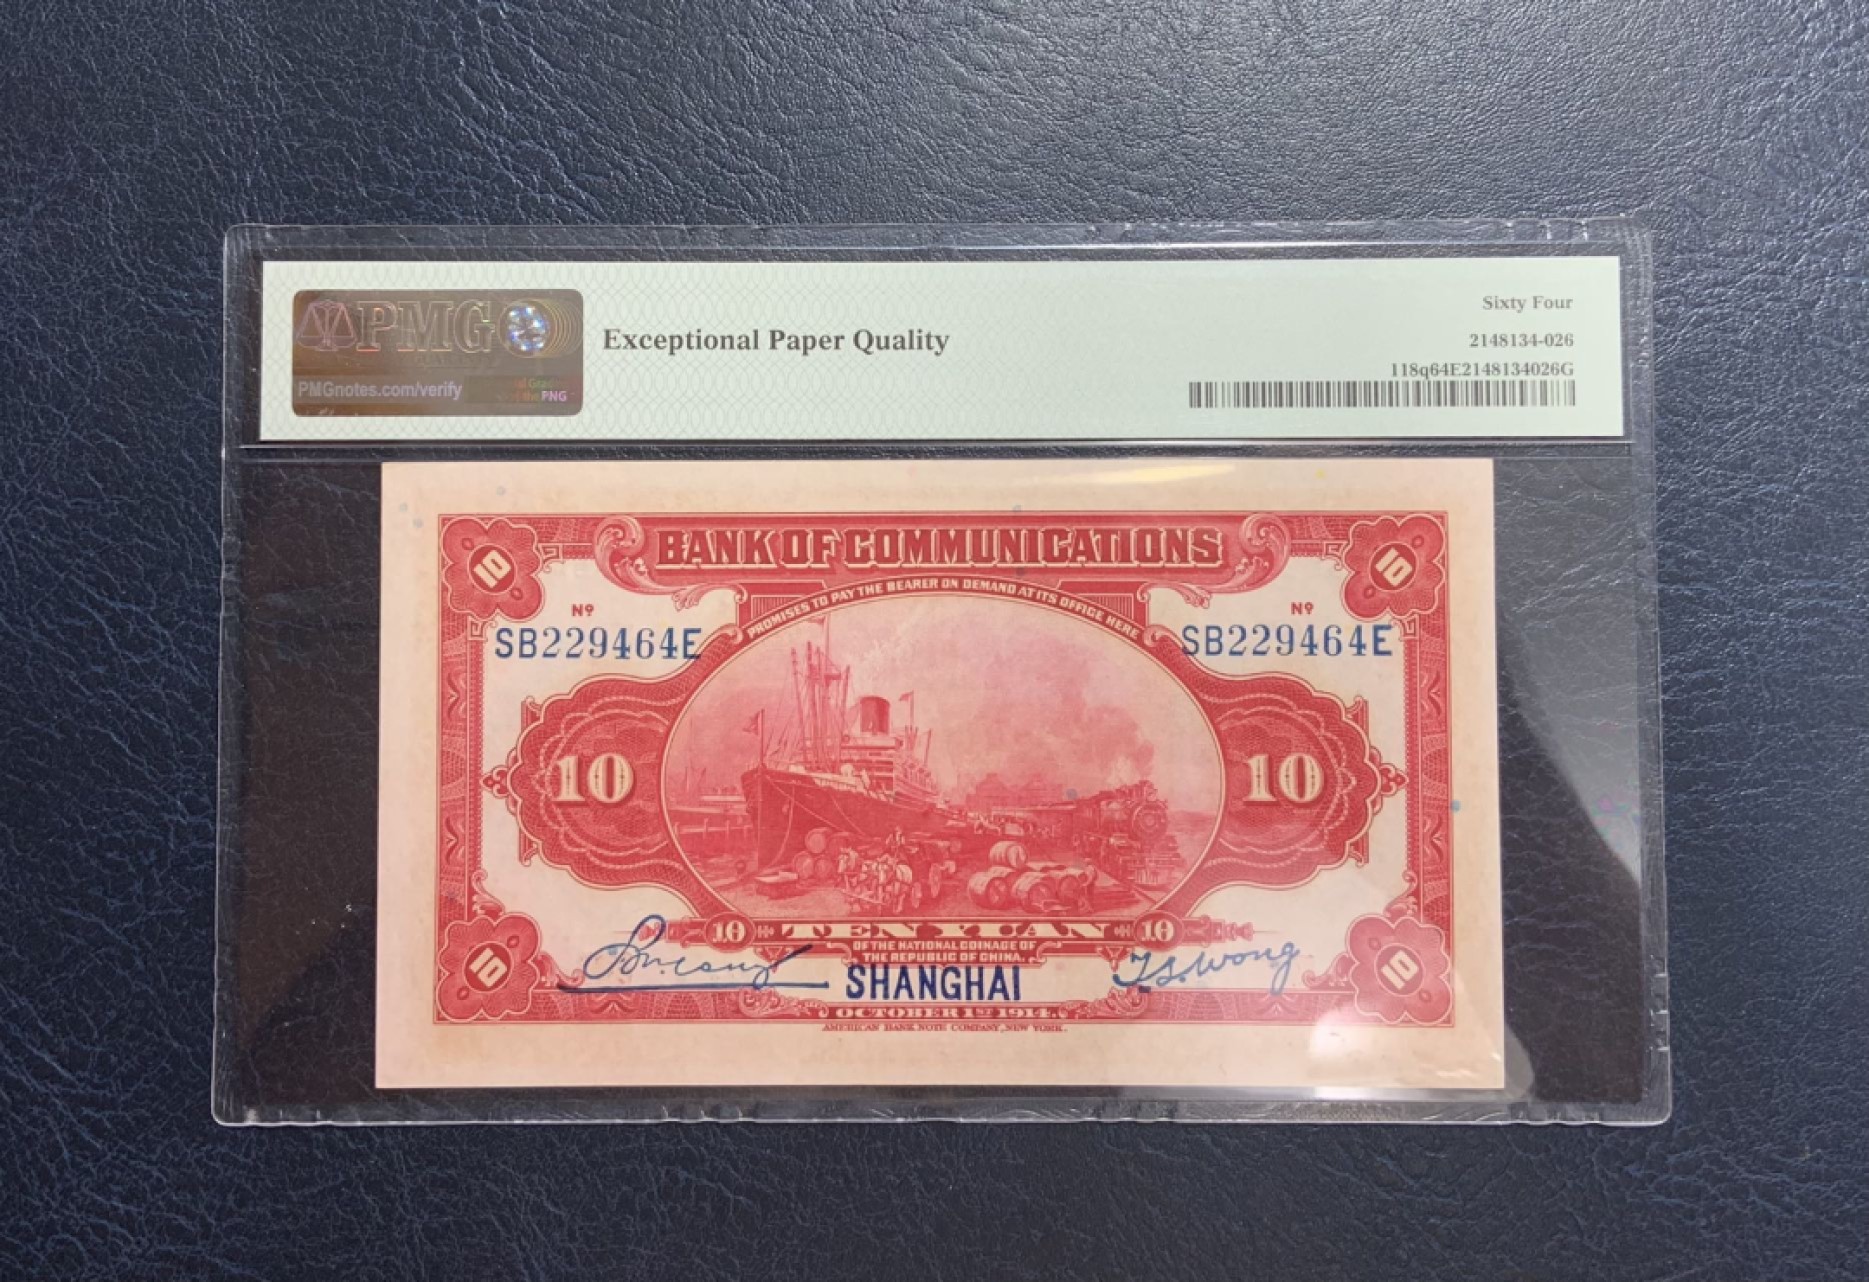 PMG
PMGnotes.com/verify
PNG
Exceptional Paper Quality
Sixty Four
2148134-026
118q64E2148134026G
BANK OF COMMUNICATIONS
PROMISES TO PAY THE BEARER ON DEMAND AT ITS OFFICE HERE
10
10
Nº
Nº
SB229464E
SB229464E
10
10
10 TEN YUAN 10
OF THE NATIONAL COINAGE OF
THE REPUBLIC OF CHINA.
T.S.Wong
SHANGHAI
10
10
OCTOBER 1ST 1914.
AMERICAN BANK NOTE COMPANY, NEW YORK.